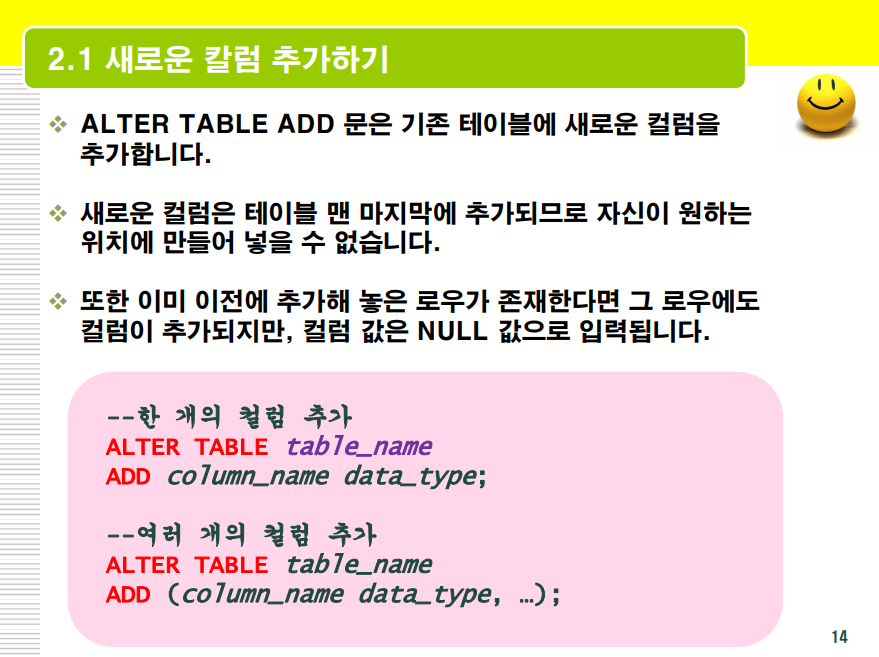 2.1 새로운 칼럼 추가하기
ALTER TABLE ADD 문은 기존 테이블에 새로운 컬럼을
추가합니다.
새로운 컬럼은 테이블 맨 마지막에 추가되므로 자신이 원하는
위치에 만들어 넣을 수 없습니다.
또한 이미 이전에 추가해 놓은 로우가 존재한다면 그 로우에도
컬럼이 추가되지만, 컬럼 값은 NULL 값으로 입력됩니다.
--한 개의 컬럼 추가
ALTER TABLE table_name
ADD column_name data_type;
--여러 개의 컬럼 추가
ALTER TABLE table_name
ADD (column_name data_type, …);
14